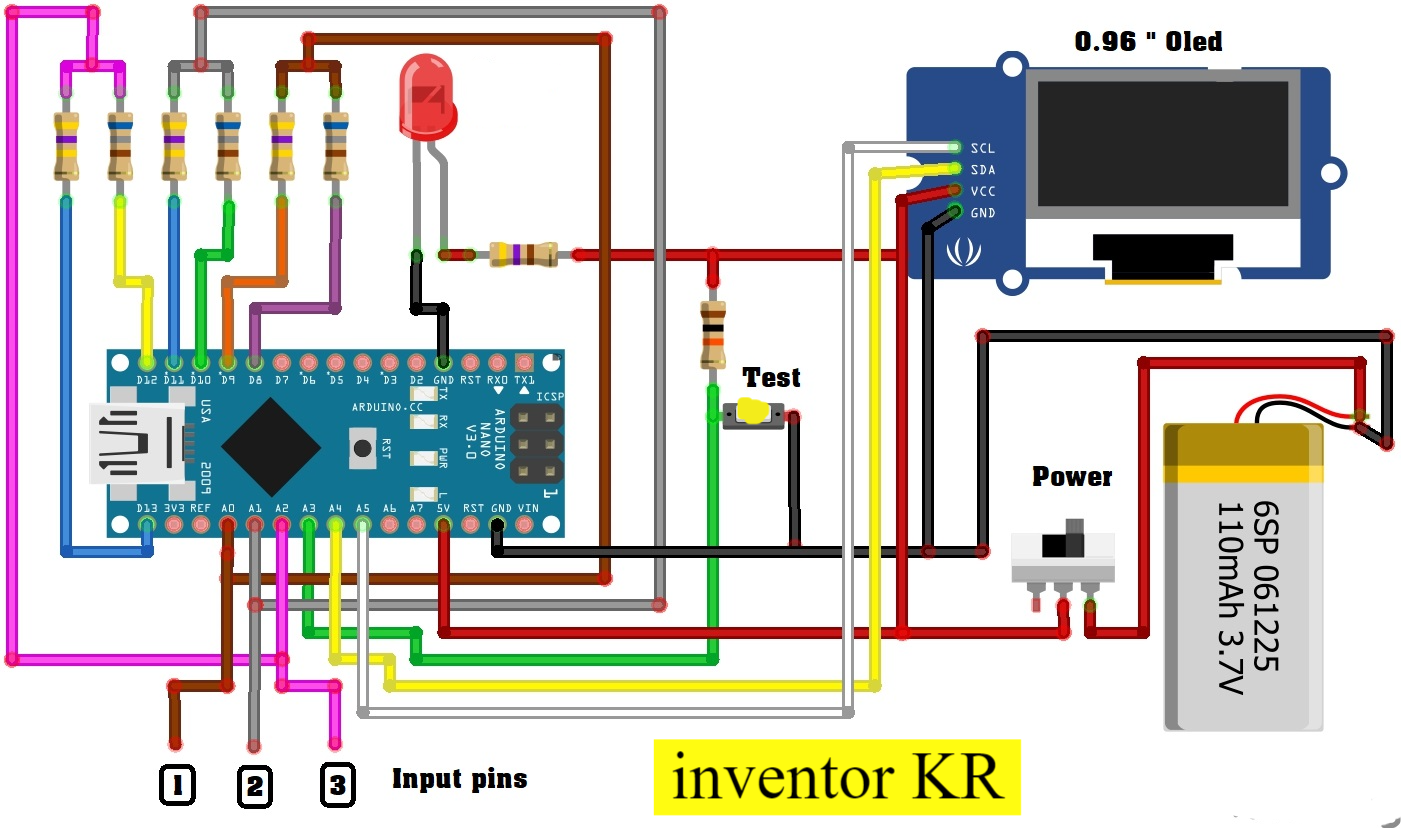 0.96 " Oled
SCL
SDA
VCC
GND
D12 D11 D10 D9 D8 D7 D6 D5 D4 D3 D2 GND RST RX0 TX1
Test
ICSP
TX
RX
PWR
L
ARDUINO.CC
ARDUINO
NANO
V3.0
RST
USA
2009
1
D13 3V3 REF A0 A1 A2 A3 A4 A5 A6 A7 5V RST GND VIN
Power
6SP 061225
110mAh 3.7V
1 2 3 Input pins
inventor KR